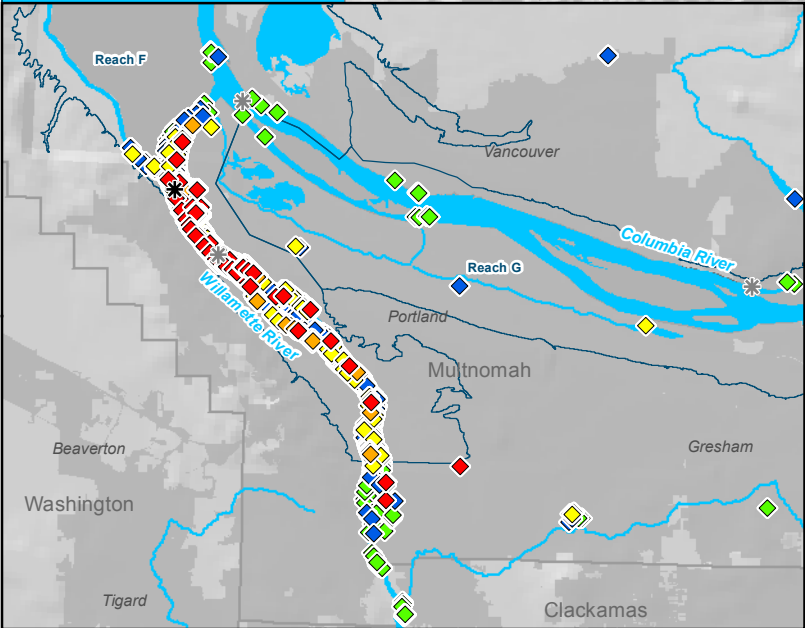 Reach F
Vancouver
Columbia River
Reach G
Willamette River
Portland
Multnomah
Beaverton
Gresham
Washington
Tigard
Clackamas